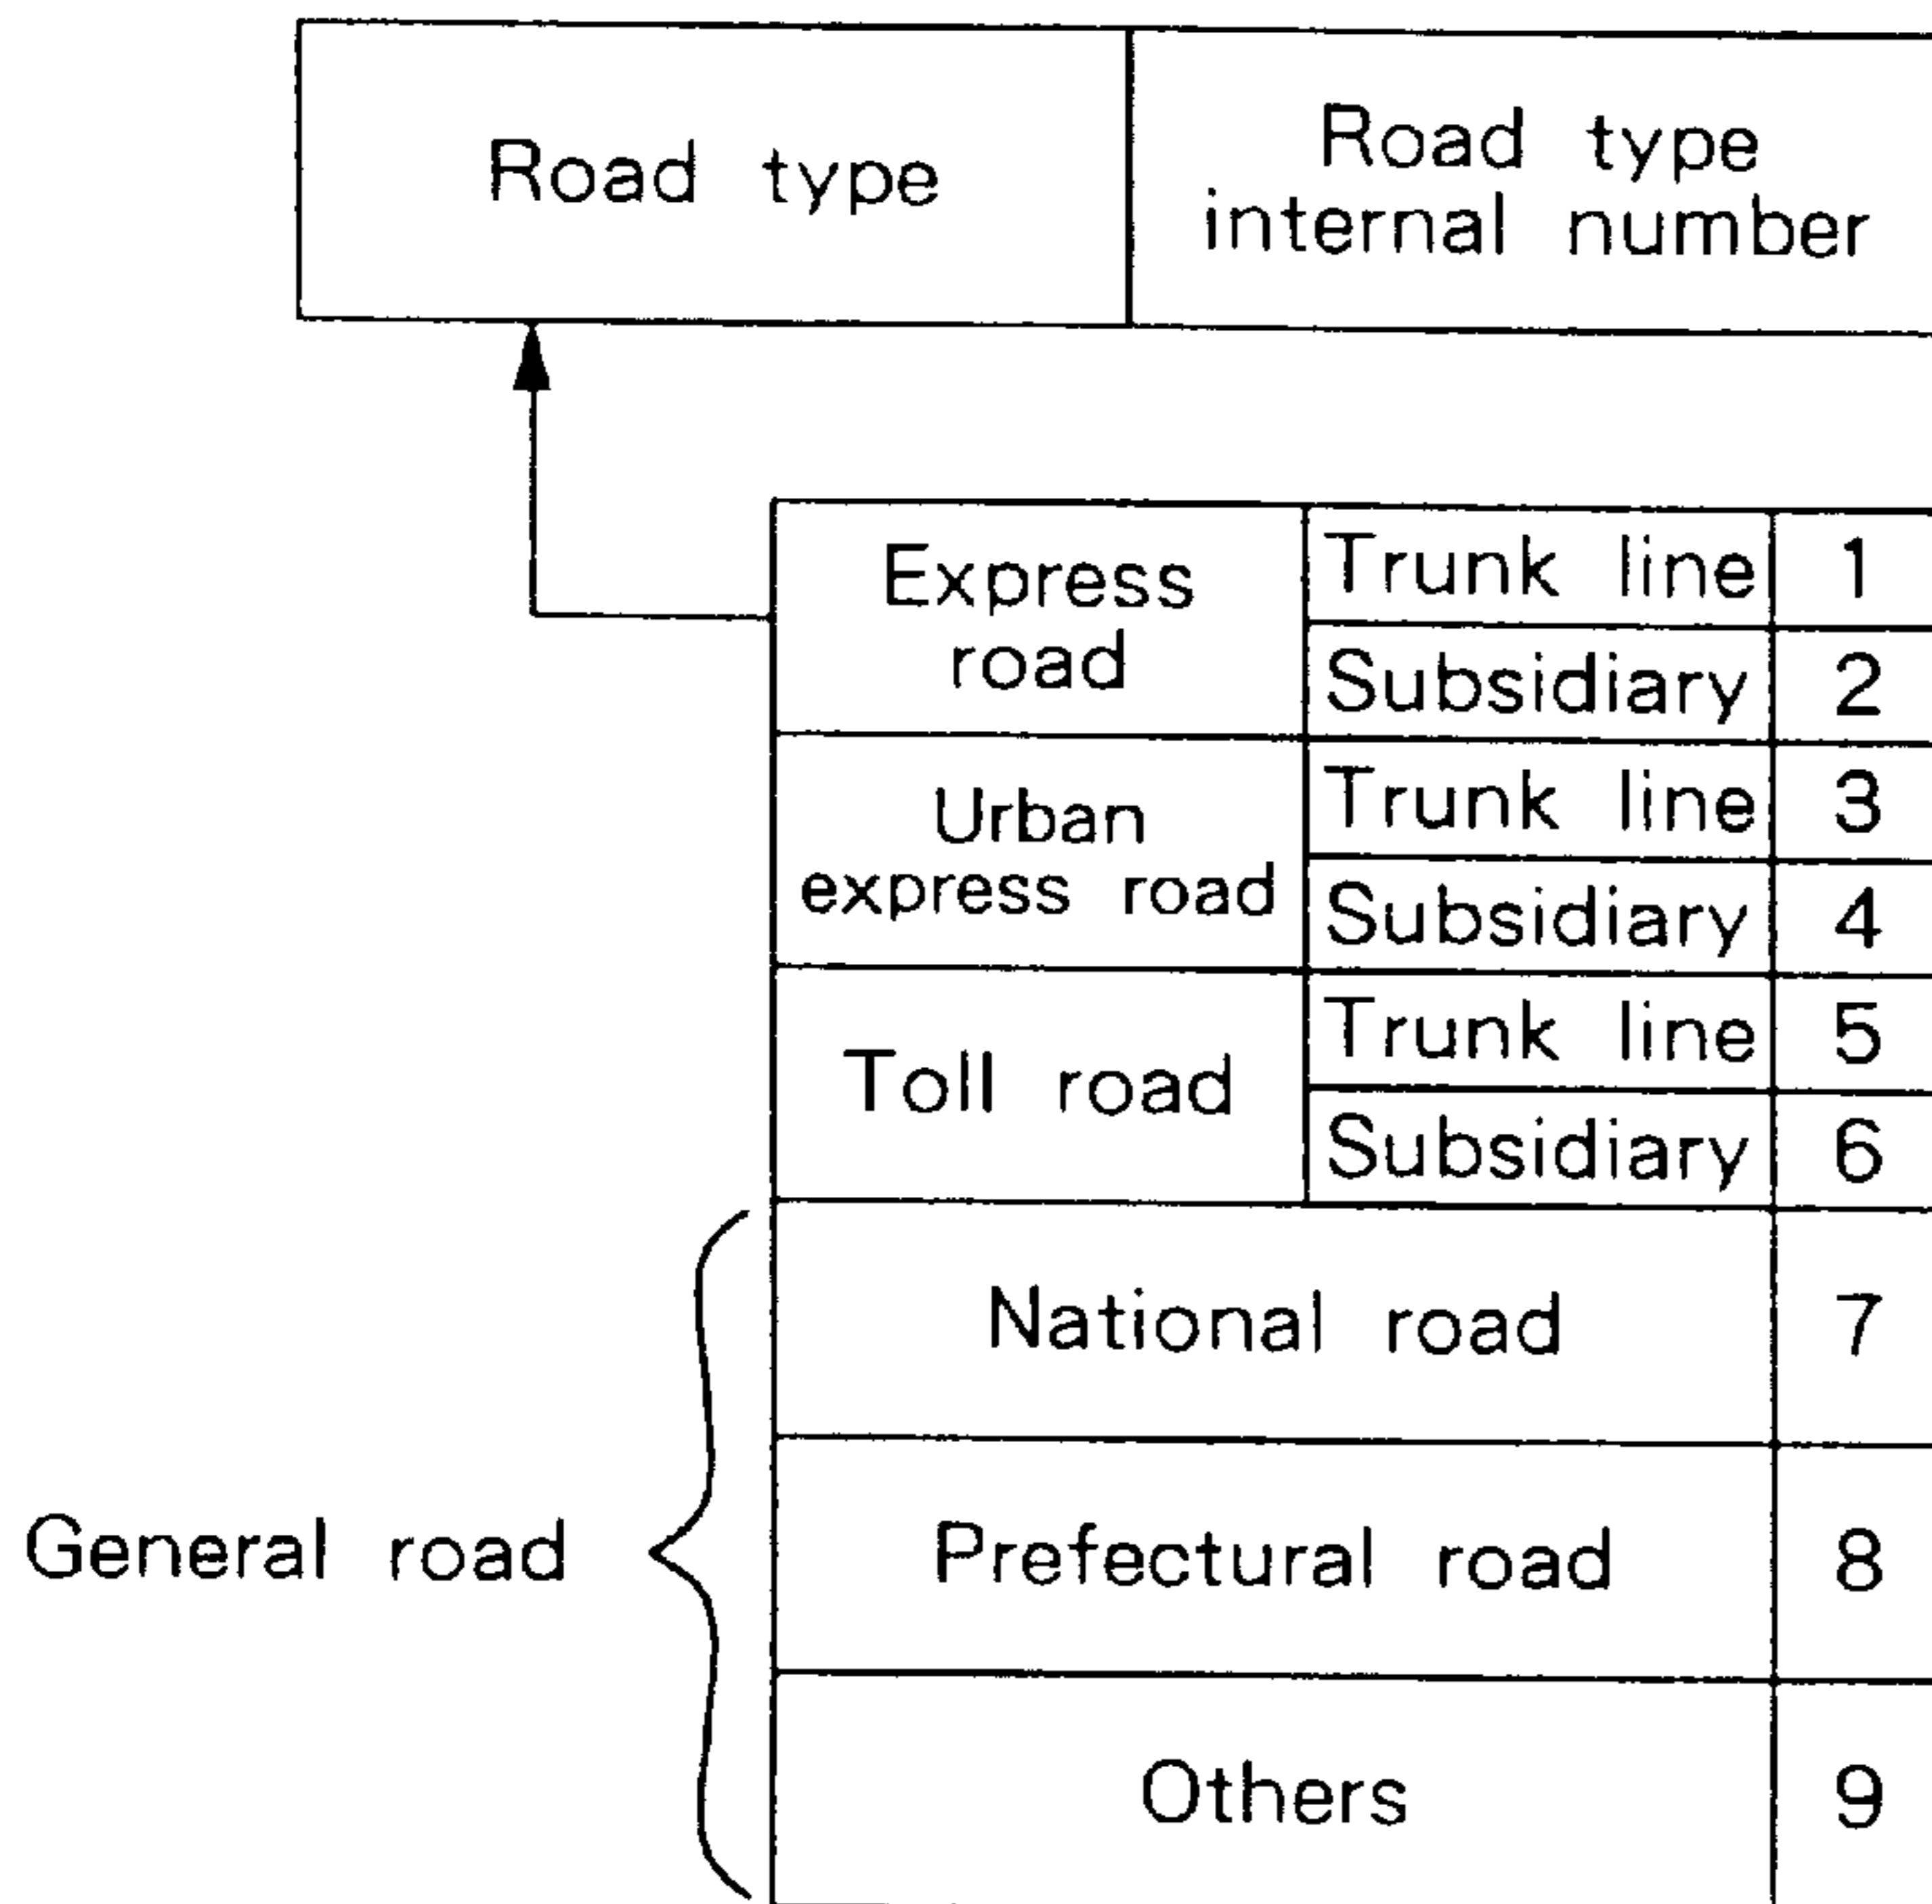 Road type
Road type
internal number
Express
road
Trunk line 1
Subsidiary 2
Urban
express road
Trunk line 3
Subsidiary 4
Toll road
Trunk line 5
Subsidiary 6
General road
National road 7
Prefectural road 8
Others 9